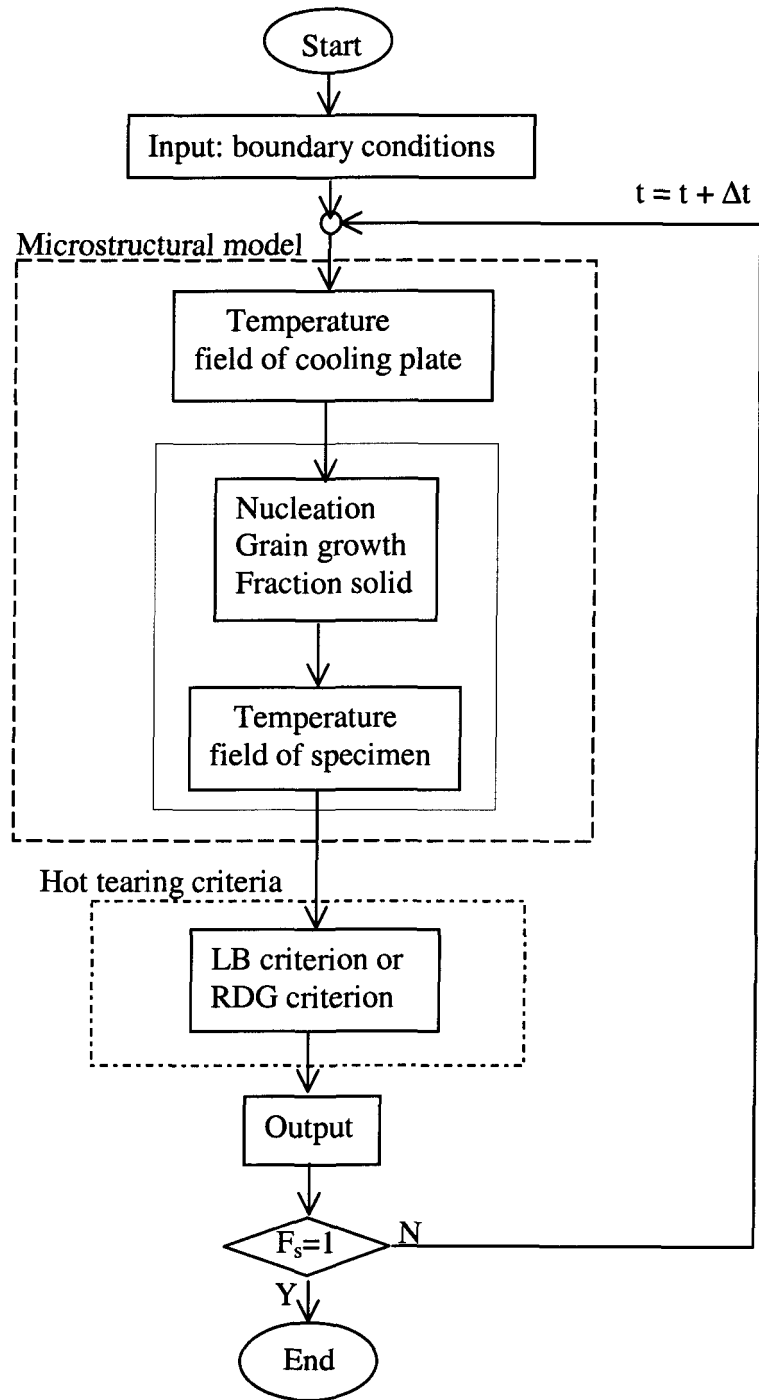 Start
Input: boundary conditions
t = t + Δt
Microstructural model
Temperature
field of cooling plate
Nucleation
Grain growth
Fraction solid
Temperature
field of specimen
Hot tearing criteria
LB criterion or
RDG criterion
Output
Fs=1
N
Y
End